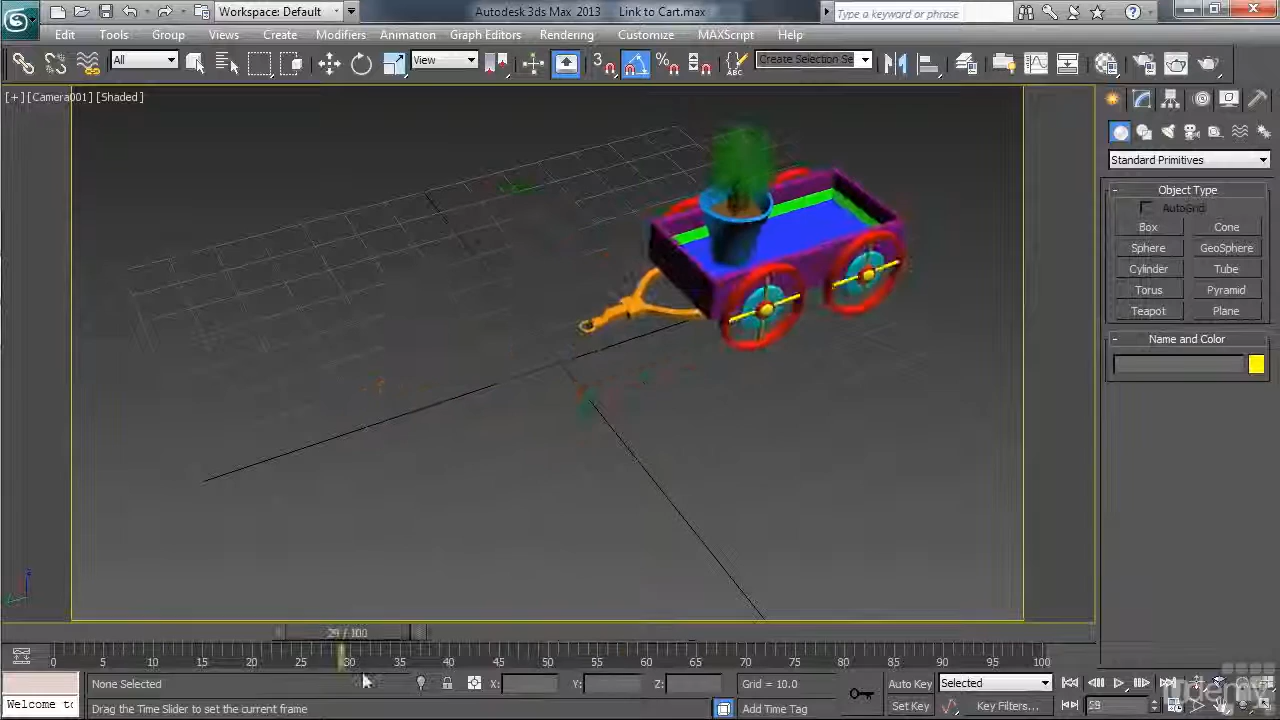 Workspace: Default
Autodesk 3ds Max 2013
Link to Cart.max
Type a keyword or phrase
Edit
Tools
Group
Views
Create
Modifiers
Animation
Graph Editors
Rendering
Customize
MAXScript
Help
All
View
3
%
ABC
Create Selection Se
[+] [Camera001] [Shaded]
Standard Primitives
Object Type
AutoGrid
Box Cone
Sphere GeoSphere
Cylinder Tube
Torus Pyramid
Teapot Plane
Name and Color
29 / 100
0 5 10 15 20 25 30 35 40 45 50 55 60 65 70 75 80 85 90 95 100
None Selected
X:
Y:
Z:
Grid = 10.0
Auto Key
Selected
Welcome to
Drag the Time Slider to set the current frame
Add Time Tag
Set Key
Key Filters...
Udemy